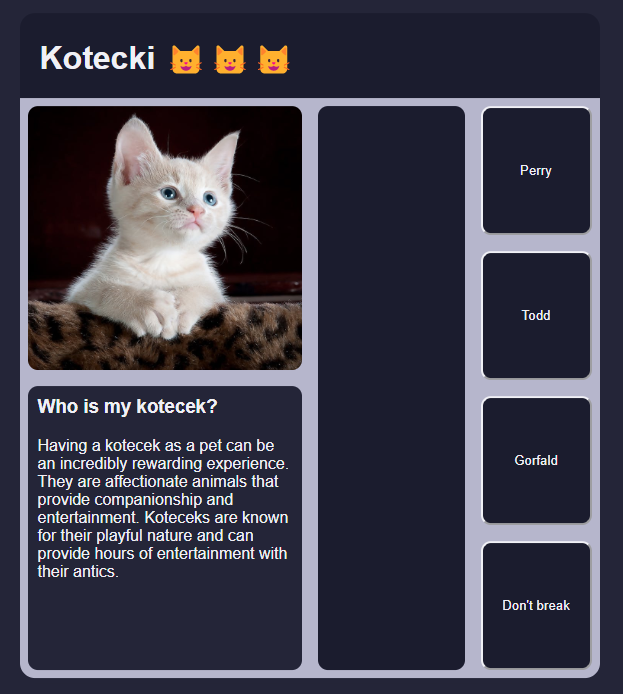 Kotecki 😺 😺 😺
Who is my kotecek?
Having a kotecek as a pet can be
an incredibly rewarding experience.
They are affectionate animals that
provide companionship and
entertainment. Koteceks are known
for their playful nature and can
provide hours of entertainment with
their antics.
Perry
Todd
Gorfald
Don't break